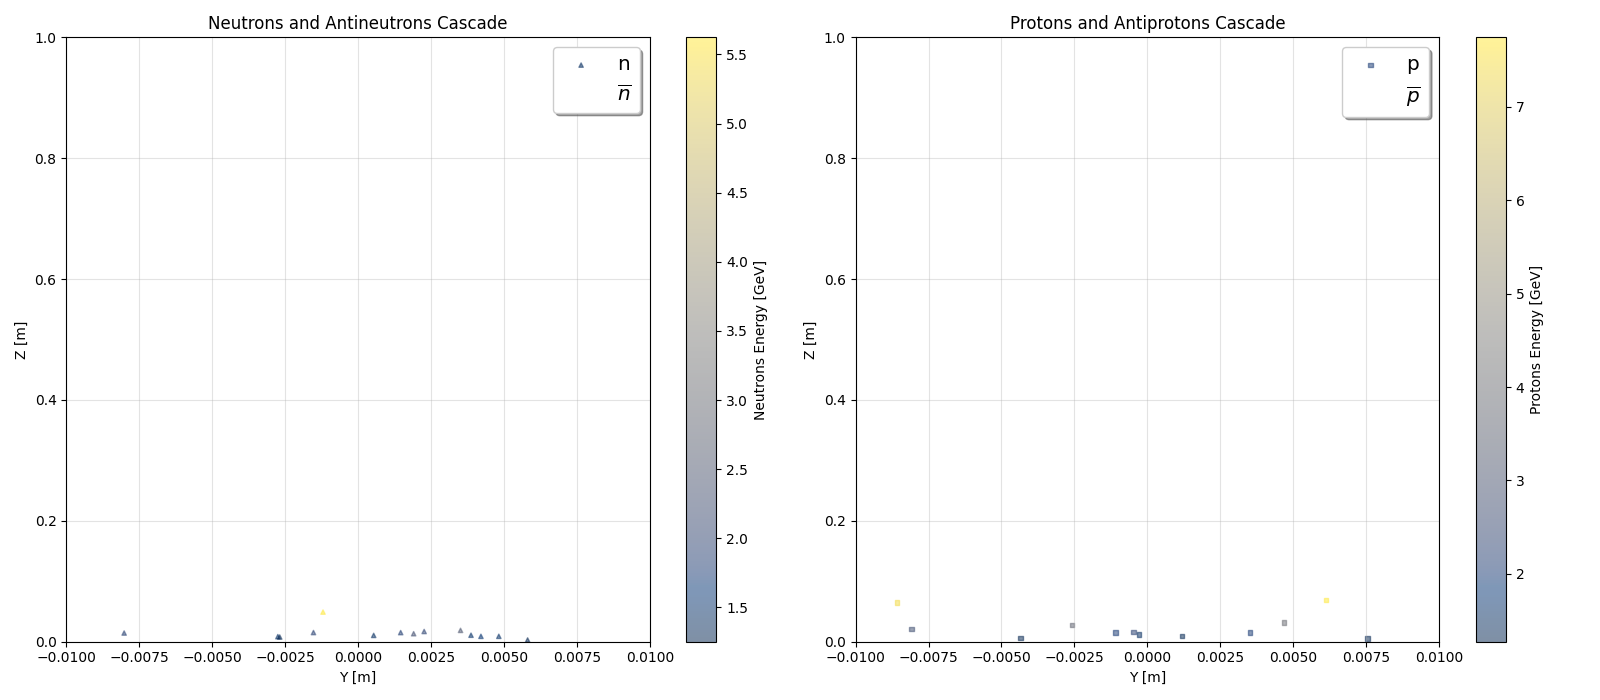 Neutrons and Antineutrons Cascade
n
n̅
1.0
0.8
0.6
0.4
0.2
0.0
Z [m]
−0.0100 −0.0075 −0.0050 −0.0025 0.0000 0.0025 0.0050 0.0075 0.0100
Y [m]
5.5
5.0
4.5
4.0
3.5
3.0
2.5
2.0
1.5
Neutrons Energy [GeV]
Protons and Antiprotons Cascade
p
p̅
1.0
0.8
0.6
0.4
0.2
0.0
Z [m]
−0.0100 −0.0075 −0.0050 −0.0025 0.0000 0.0025 0.0050 0.0075 0.0100
Y [m]
7
6
5
4
3
2
Protons Energy [GeV]